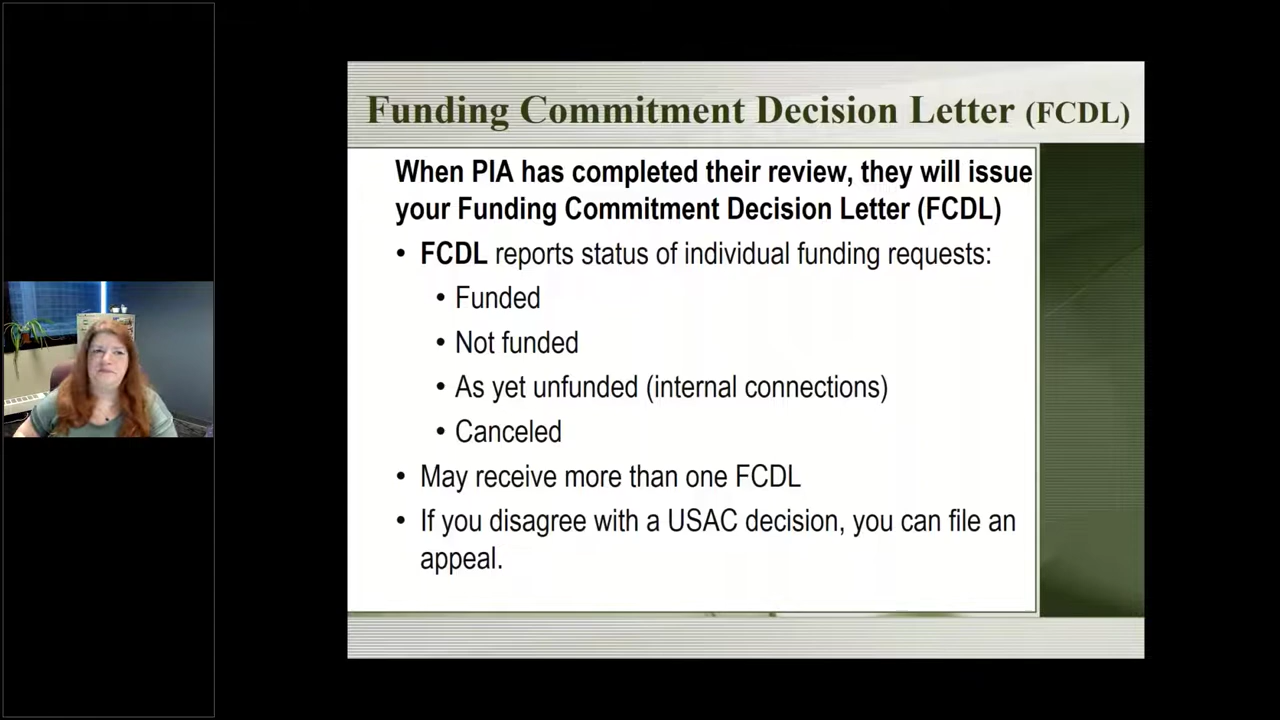 Funding Commitment Decision Letter (FCDL)
When PIA has completed their review, they will issue
your Funding Commitment Decision Letter (FCDL)
• FCDL reports status of individual funding requests:
• Funded
• Not funded
• As yet unfunded (internal connections)
• Canceled
• May receive more than one FCDL
• If you disagree with a USAC decision, you can file an
appeal.